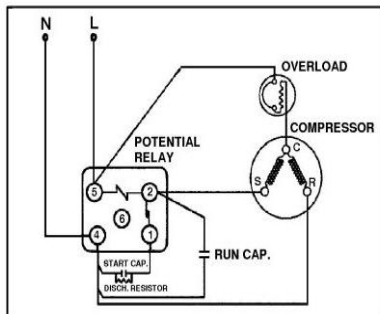 N L
OVERLOAD
COMPRESSOR
POTENTIAL
RELAY
C
S R
5 2
6
4 1
START CAP.
DISCH. RESISTOR
RUN CAP.